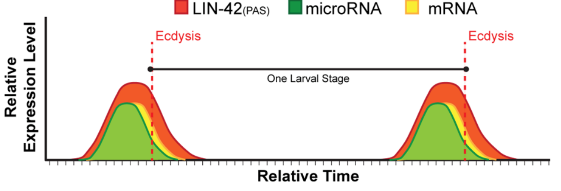 LIN-42(PAS) microRNA mRNA
Ecdysis Ecdysis
One Larval Stage
Relative
Expression Level
Relative Time